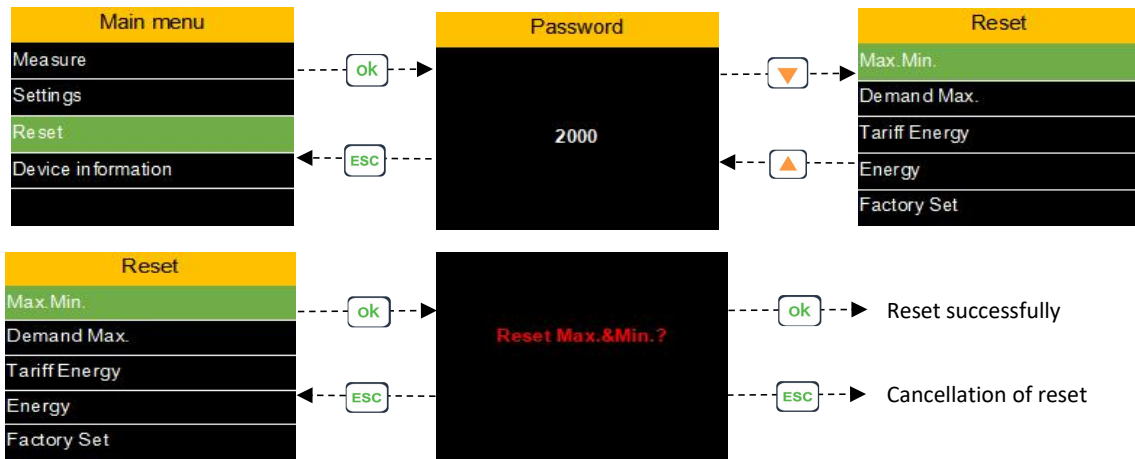 Main menu
Measure
Settings
Reset
Device information
ok
ESC
Password
2000
Reset
Max.Min.
Demand Max.
Tariff Energy
Energy
Factory Set
Reset
Max.Min.
Demand Max.
Tariff Energy
Energy
Factory Set
ok
ESC
Reset Max.&Min.?
ok
Reset successfully
ESC
Cancellation of reset